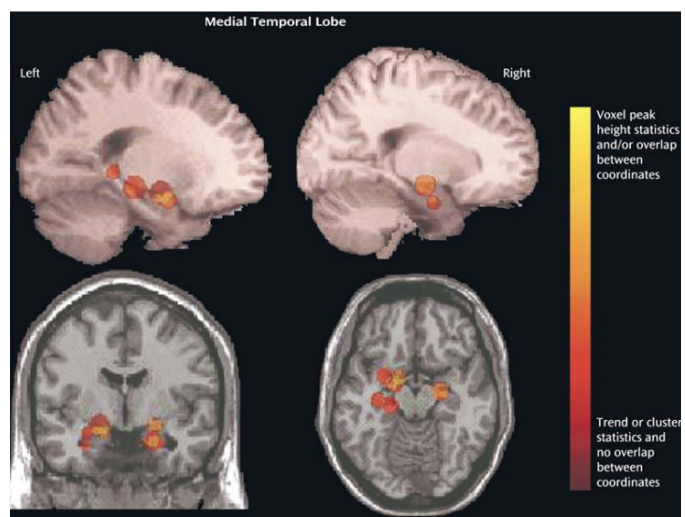 Medial Temporal Lobe
Left
Right
Voxel peak
height statistics
and/or overlap
between
coordinates
Trend or cluster
statistics and
no overlap
between
coordinates